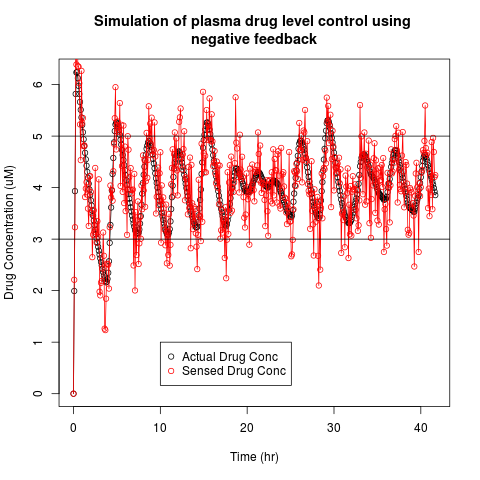 Simulation of plasma drug level control using
negative feedback
Drug Concentration (uM)
6
5
4
3
2
1
0
Actual Drug Conc
Sensed Drug Conc
0
10
20
30
40
Time (hr)